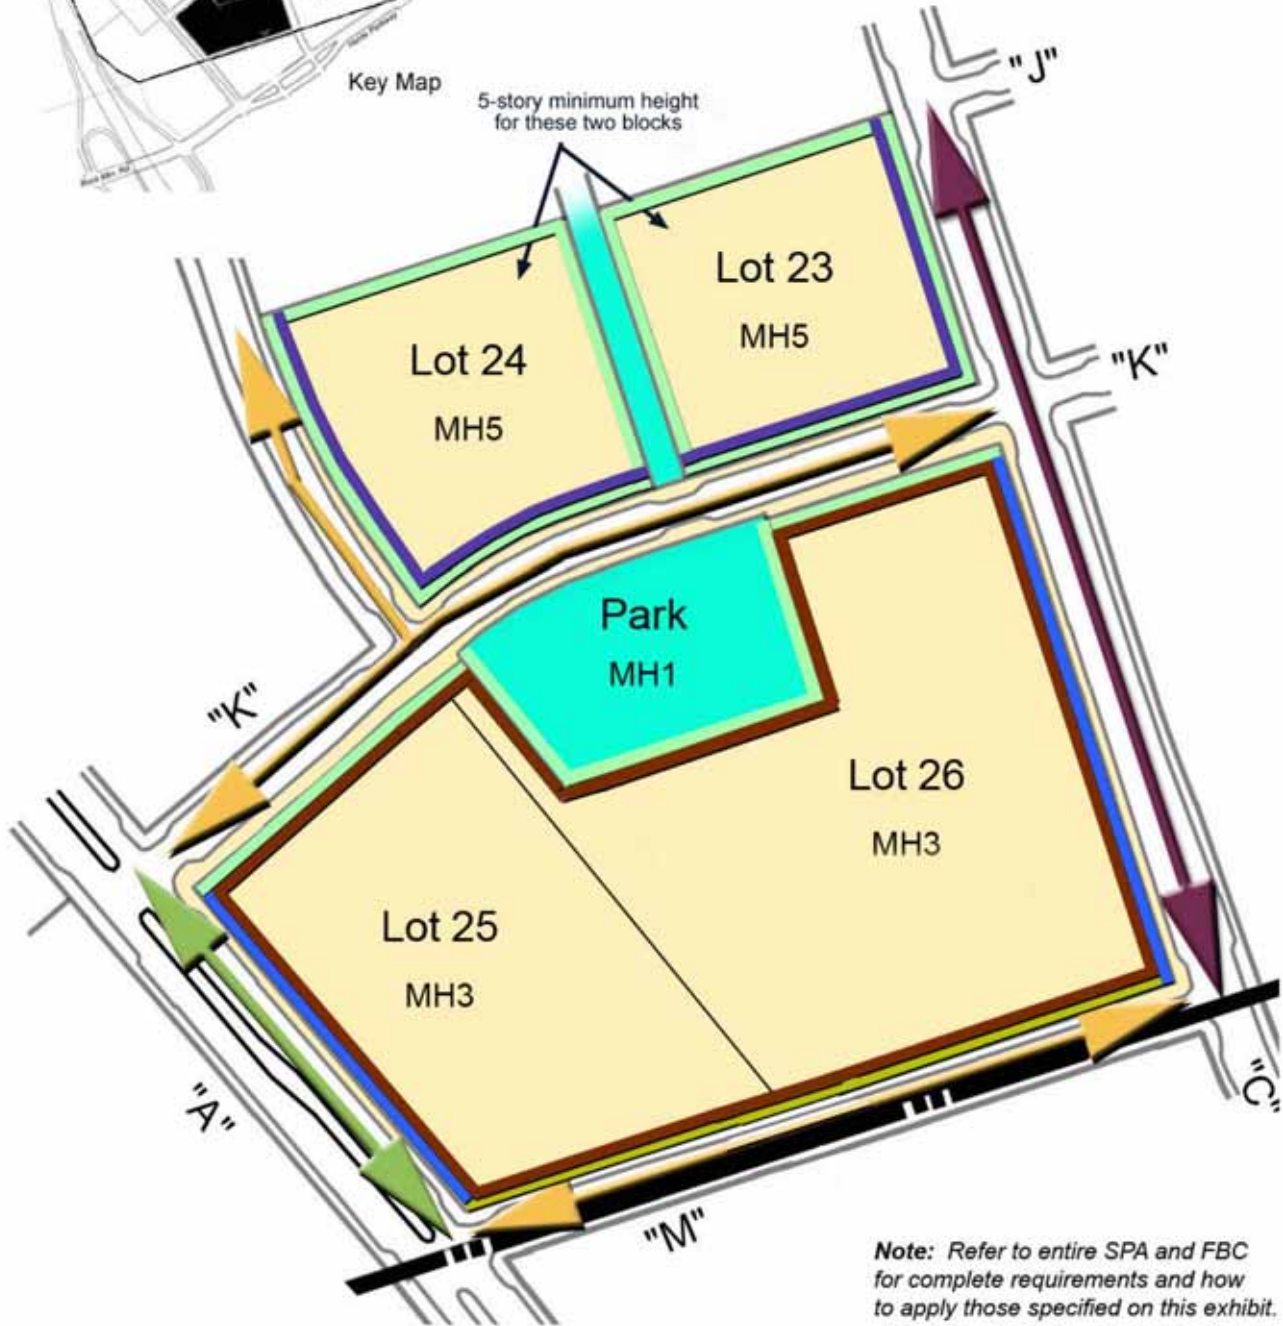 Key Map
5-story minimum height
for these two blocks
"J"
Lot 23
MH5
Lot 24
MH5
"K"
Park
MH1
"K"
Lot 26
MH3
Lot 25
MH3
"A"
"C"
"M"
Note: Refer to entire SPA and FBC
for complete requirements and how
to apply those specified on this exhibit.